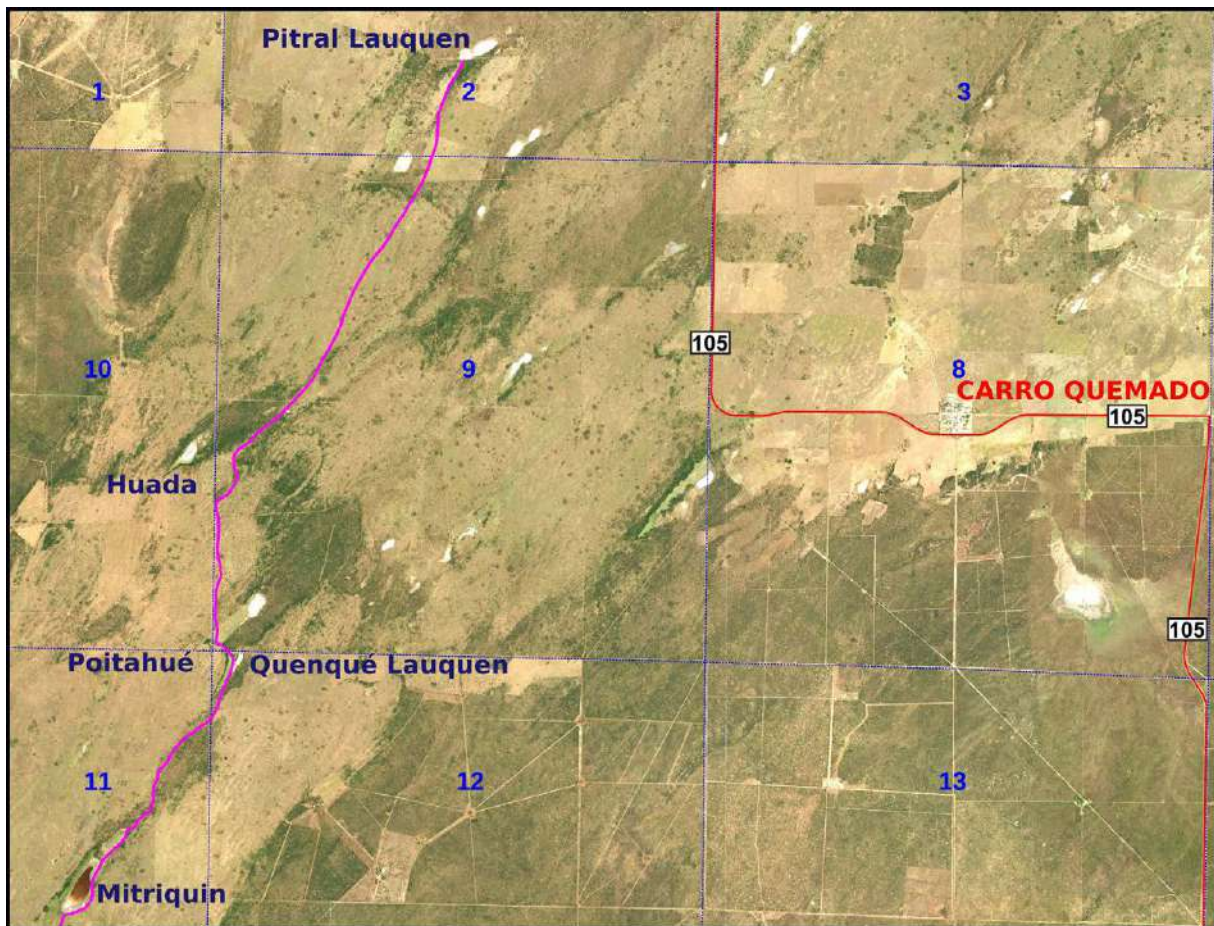 Pitral Lauquen
1
2
3
105
10
9
8
CARRO QUEMADO
105
Huada
105
Poitahué
Quenqué Lauquen
11
12
13
Mitriquin